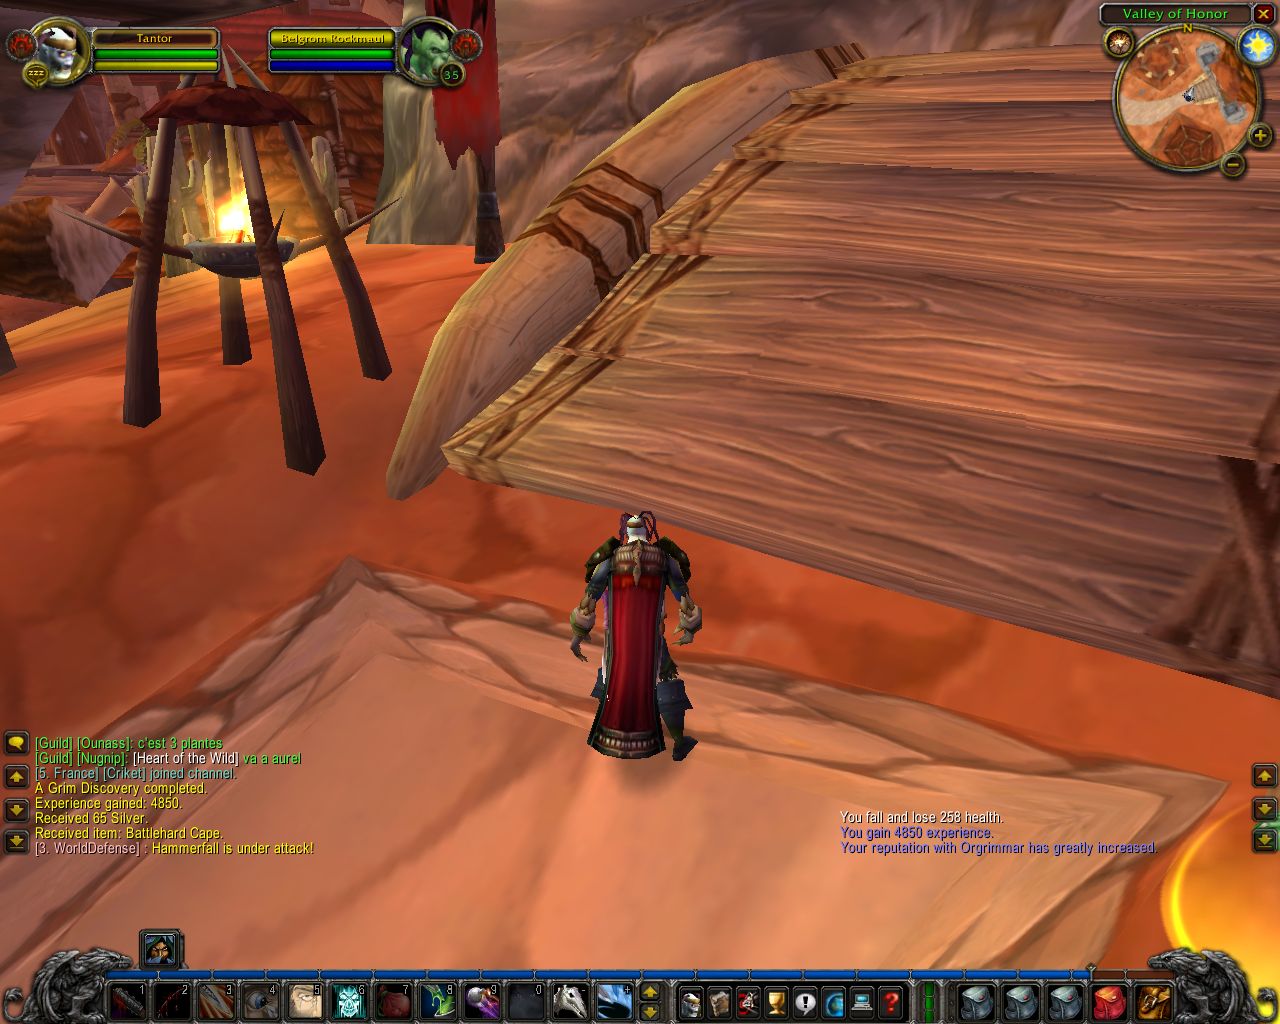 Tantor
Belgrom Rockmaul
zzz
35
Valley of Honor
N
[Guild] [Ounass]: c'est 3 plantes
[Guild] [Nugnip]: [Heart of the Wild] va a aurel
[5. France] [Criket] joined channel.
A Grim Discovery completed.
Experience gained: 4850.
Received 65 Silver.
Received item: Battlehard Cape.
[3. WorldDefense] : Hammerfall is under attack!
You fall and lose 258 health.
You gain 4850 experience.
Your reputation with Orgrimmar has greatly increased.
1 2 3 4 5 6 7 8 9 0 - +